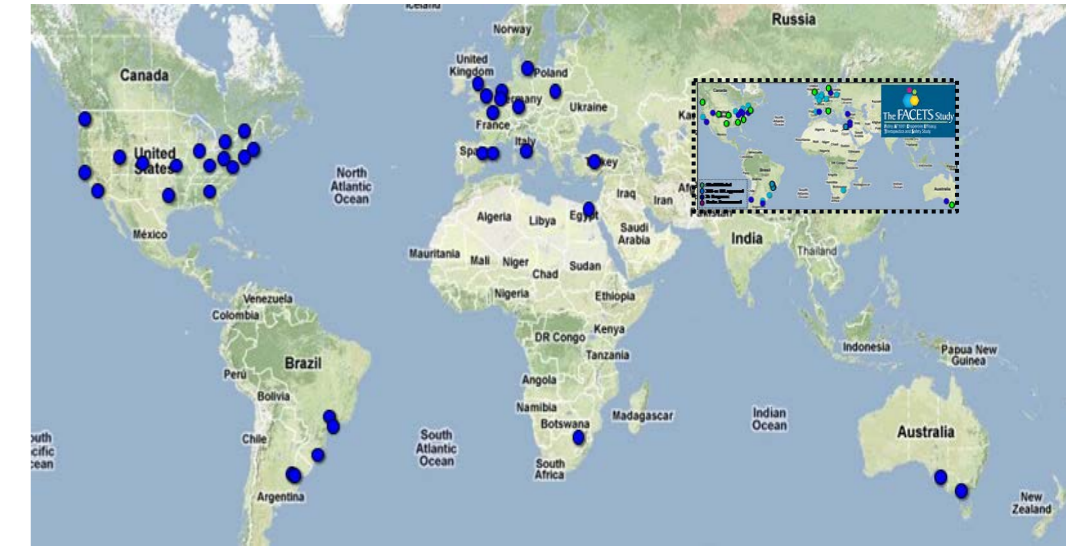 Iceland
Russia
Norway
Canada
United
Kingdom
Poland
Germany
Ukraine
France
Italy
Spain
Turkey
United
States
North
Atlantic
Ocean
Iraq
Iran
Pakistan
Algeria
Libya
Egypt
Saudi
Arabia
India
Thailand
México
Mauritania
Mali
Niger
Chad
Sudan
Nigeria
Ethiopia
Venezuela
Colombia
DR Congo
Kenya
Tanzania
Indonesia
Papua New
Guinea
Brazil
Perú
Bolivia
Angola
Namibia
Botswana
Madagascar
Indian
Ocean
Australia
Chile
South
Atlantic
Ocean
South
Africa
Argentina
New
Zealand
The FACETS Study